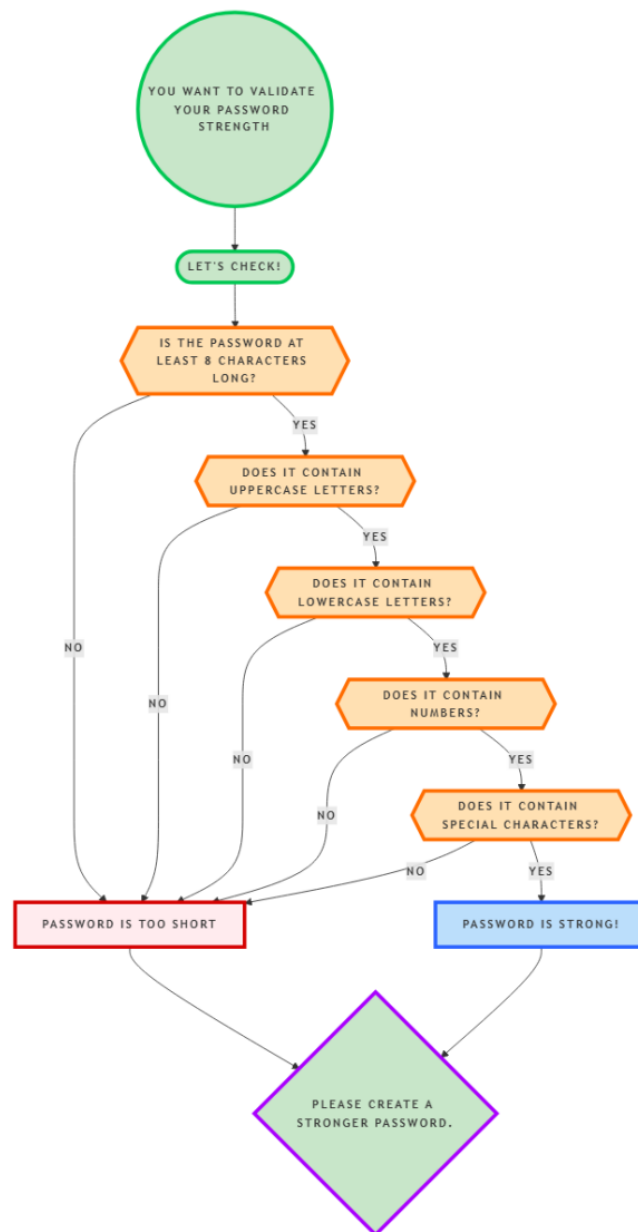 YOU WANT TO VALIDATE
YOUR PASSWORD
STRENGTH
LET'S CHECK!
IS THE PASSWORD AT
LEAST 8 CHARACTERS
LONG?
YES
DOES IT CONTAIN
UPPERCASE LETTERS?
YES
DOES IT CONTAIN
LOWERCASE LETTERS?
NO
YES
DOES IT CONTAIN
NUMBERS?
NO
NO
YES
DOES IT CONTAIN
SPECIAL CHARACTERS?
NO
NO
YES
PASSWORD IS TOO SHORT
PASSWORD IS STRONG!
PLEASE CREATE A
STRONGER PASSWORD.